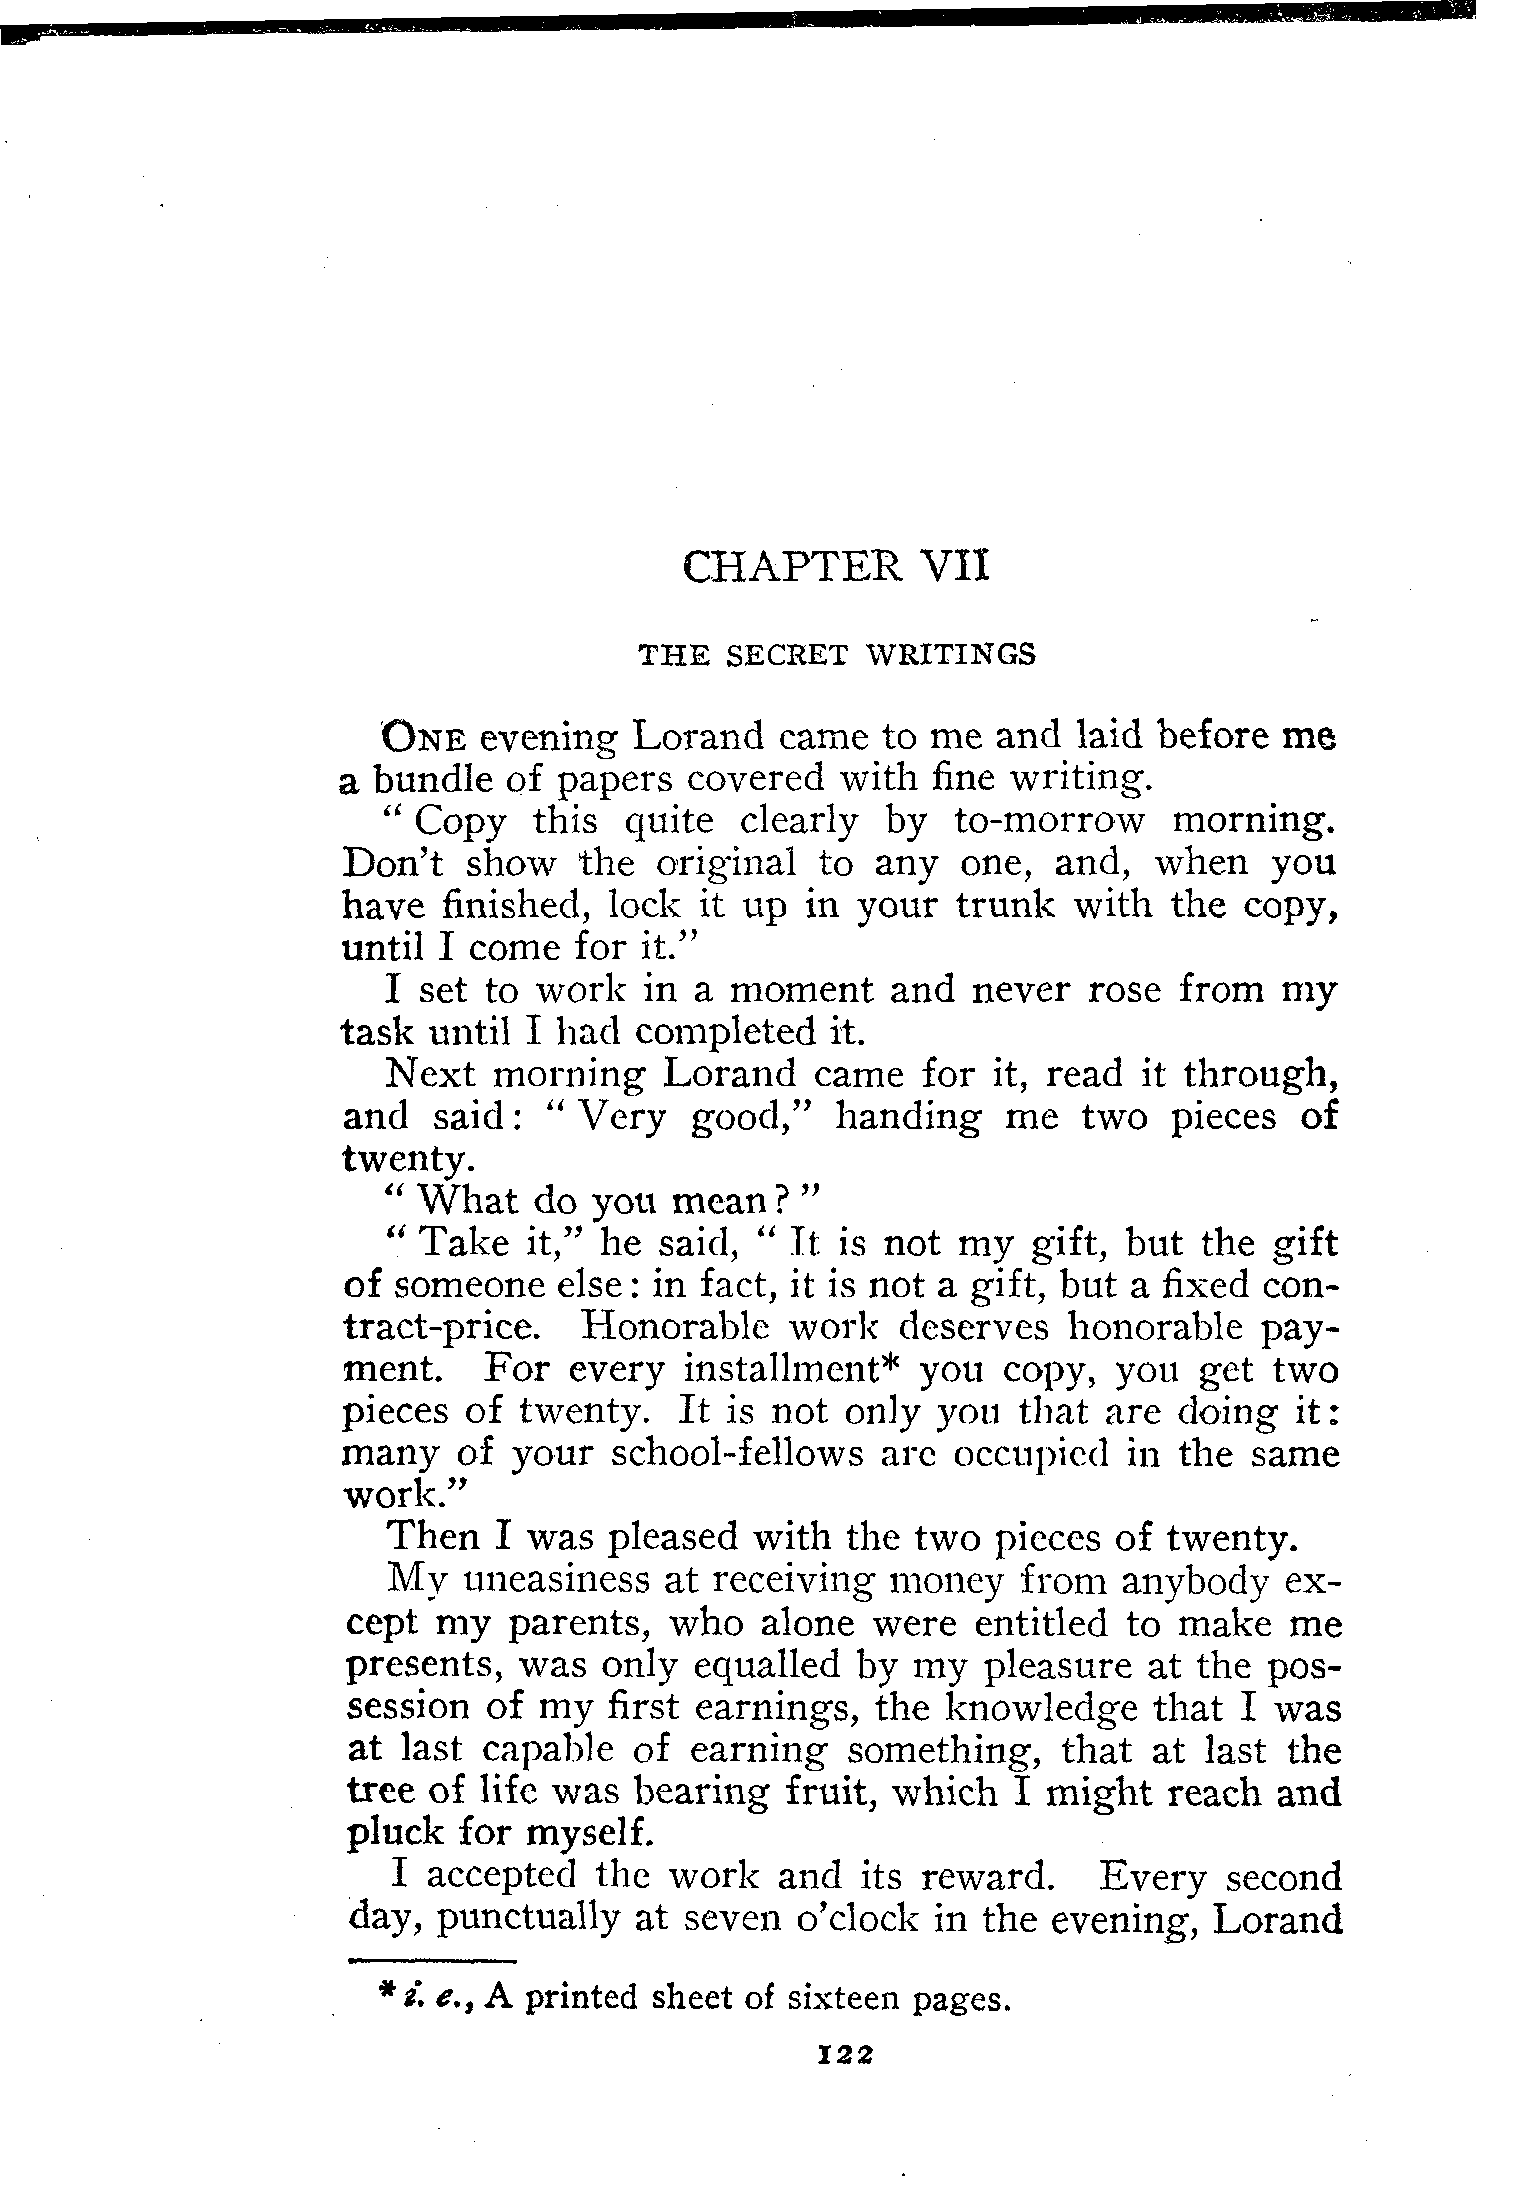 CHAPTER VII
THE SECRET WRITINGS
ONE evening Lorand came to me and laid before me
a bundle of papers covered with fine writing.
" Copy this quite clearly by to-morrow morning.
Don't show the original to any one, and, when you
have finished, lock it up in your trunk with the copy,
until I come for it."
I set to work in a moment and never rose from my
task until I had completed it.
Next morning Lorand came for it, read it through,
and said: " Very good," handing me two pieces of
twenty.
" What do you mean? "
" Take it," he said, " It is not my gift, but the gift
of someone else: in fact, it is not a gift, but a fixed con-
tract-price. Honorable work deserves honorable pay-
ment. For every installment* you copy, you get two
pieces of twenty. It is not only you that are doing it:
many of your school-fellows are occupied in the same
work."
Then I was pleased with the two pieces of twenty.
My uneasiness at receiving money from anybody ex-
cept my parents, who alone were entitled to make me
presents, was only equalled by my pleasure at the pos-
session of my first earnings, the knowledge that I was
at last capable of earning something, that at last the
tree of life was bearing fruit, which I might reach and
pluck for myself.
I accepted the work and its reward. Every second
day, punctually at seven o'clock in the evening, Lorand
* i. e., A printed sheet of sixteen pages.
122